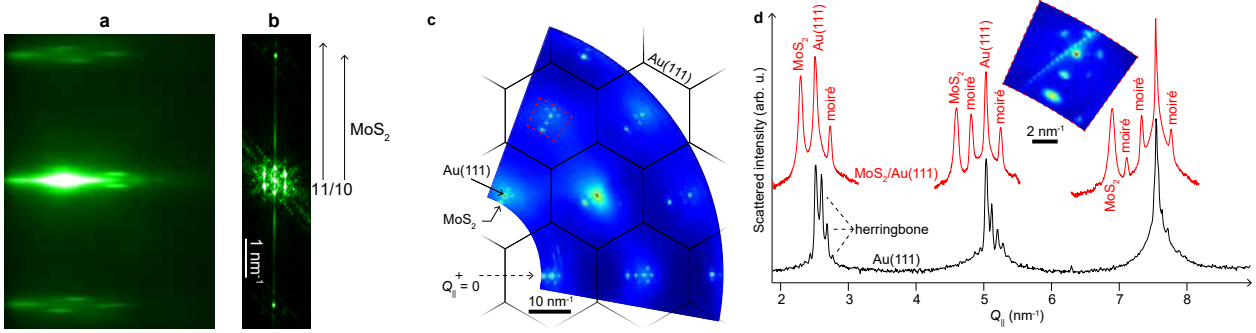 a
b
c
d
11/10
MoS₂
1 nm⁻¹
Au(111)
Au(111)
MoS₂
Q|| = 0
+
10 nm⁻¹
Scattered intensity (arb. u.)
MoS₂
Au(111)
moiré
MoS₂
moiré
Au(111)
moiré
MoS₂
moiré
moiré
moiré
2 nm⁻¹
MoS₂/Au(111)
herringbone
Au(111)
2
3
4
5
6
7
8
Q|| (nm⁻¹)